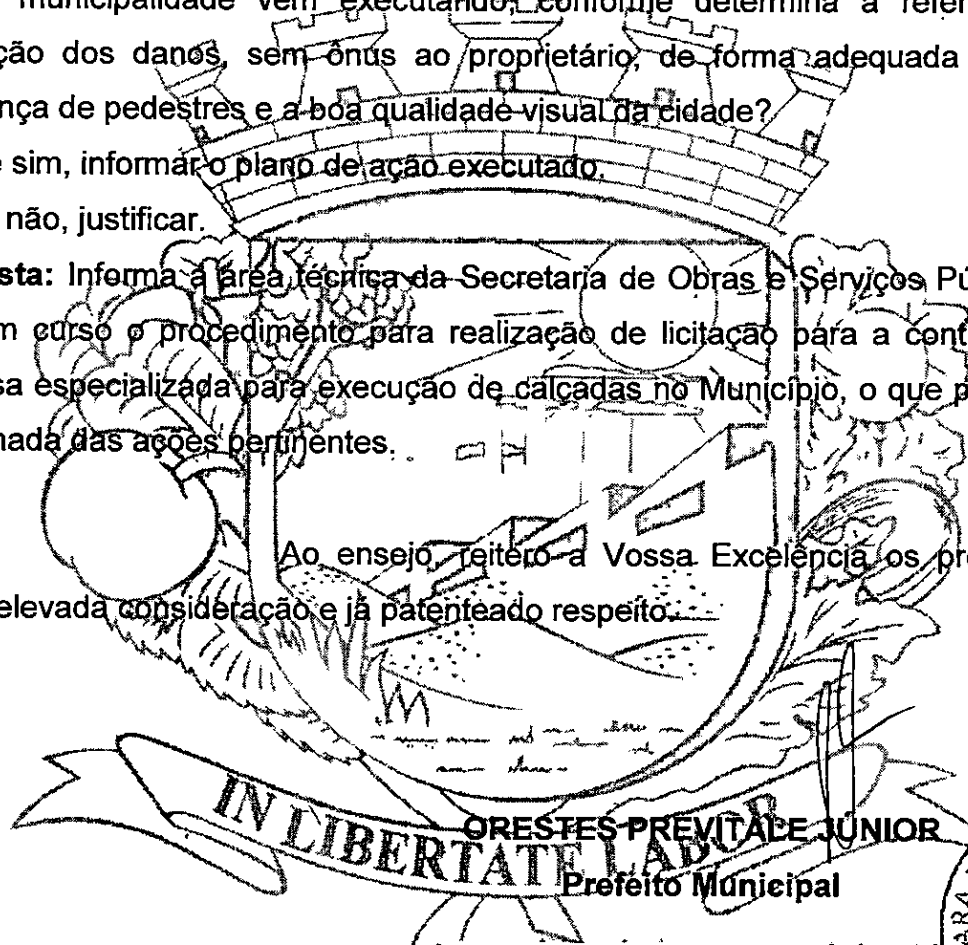 municipalidade vem executando, conforme determina a refer
ção dos danos, sem ônus ao proprietário, de forma adequada
nça de pedestres e a boa qualidade visual da cidade?
e sim, informar o plano de ação executado.
não, justificar.
sta: Informa a área técnica da Secretaria de Obras e Serviços Pú
m curso o procedimento para realização de licitação para a cont
sa especializada para execução de calçadas no Município, o que p
nada das ações pertinentes.
Ao ensejo, reitero a Vossa Excelência os pr
elevada consideração e já patenteado respeito.
IN LIBERTATE LABOR
ORESTES PREVITALE JÚNIOR
Prefeito Municipal
ARA